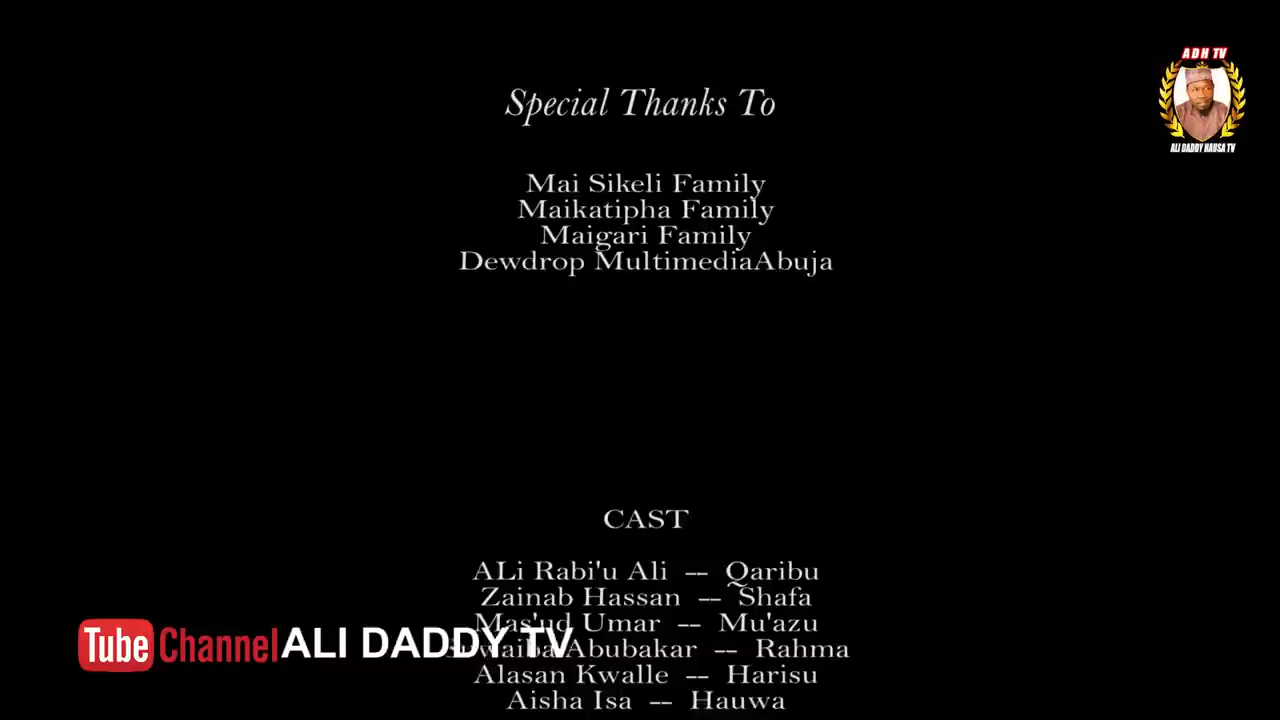 ADH TV
ALI DADDY HAUSA TV
Special Thanks To
Mai Sikeli Family
Maikatipha Family
Maigari Family
Dewdrop MultimediaAbuja
CAST
ALi Rabi'u Ali -- Qaribu
Zainab Hassan -- Shafa
Mas'ud Umar -- Mu'azu
Abubakar -- Rahma
Alasan Kwalle -- Harisu
Aisha Isa -- Hauwa
Tube Channel ALI DADDY TV